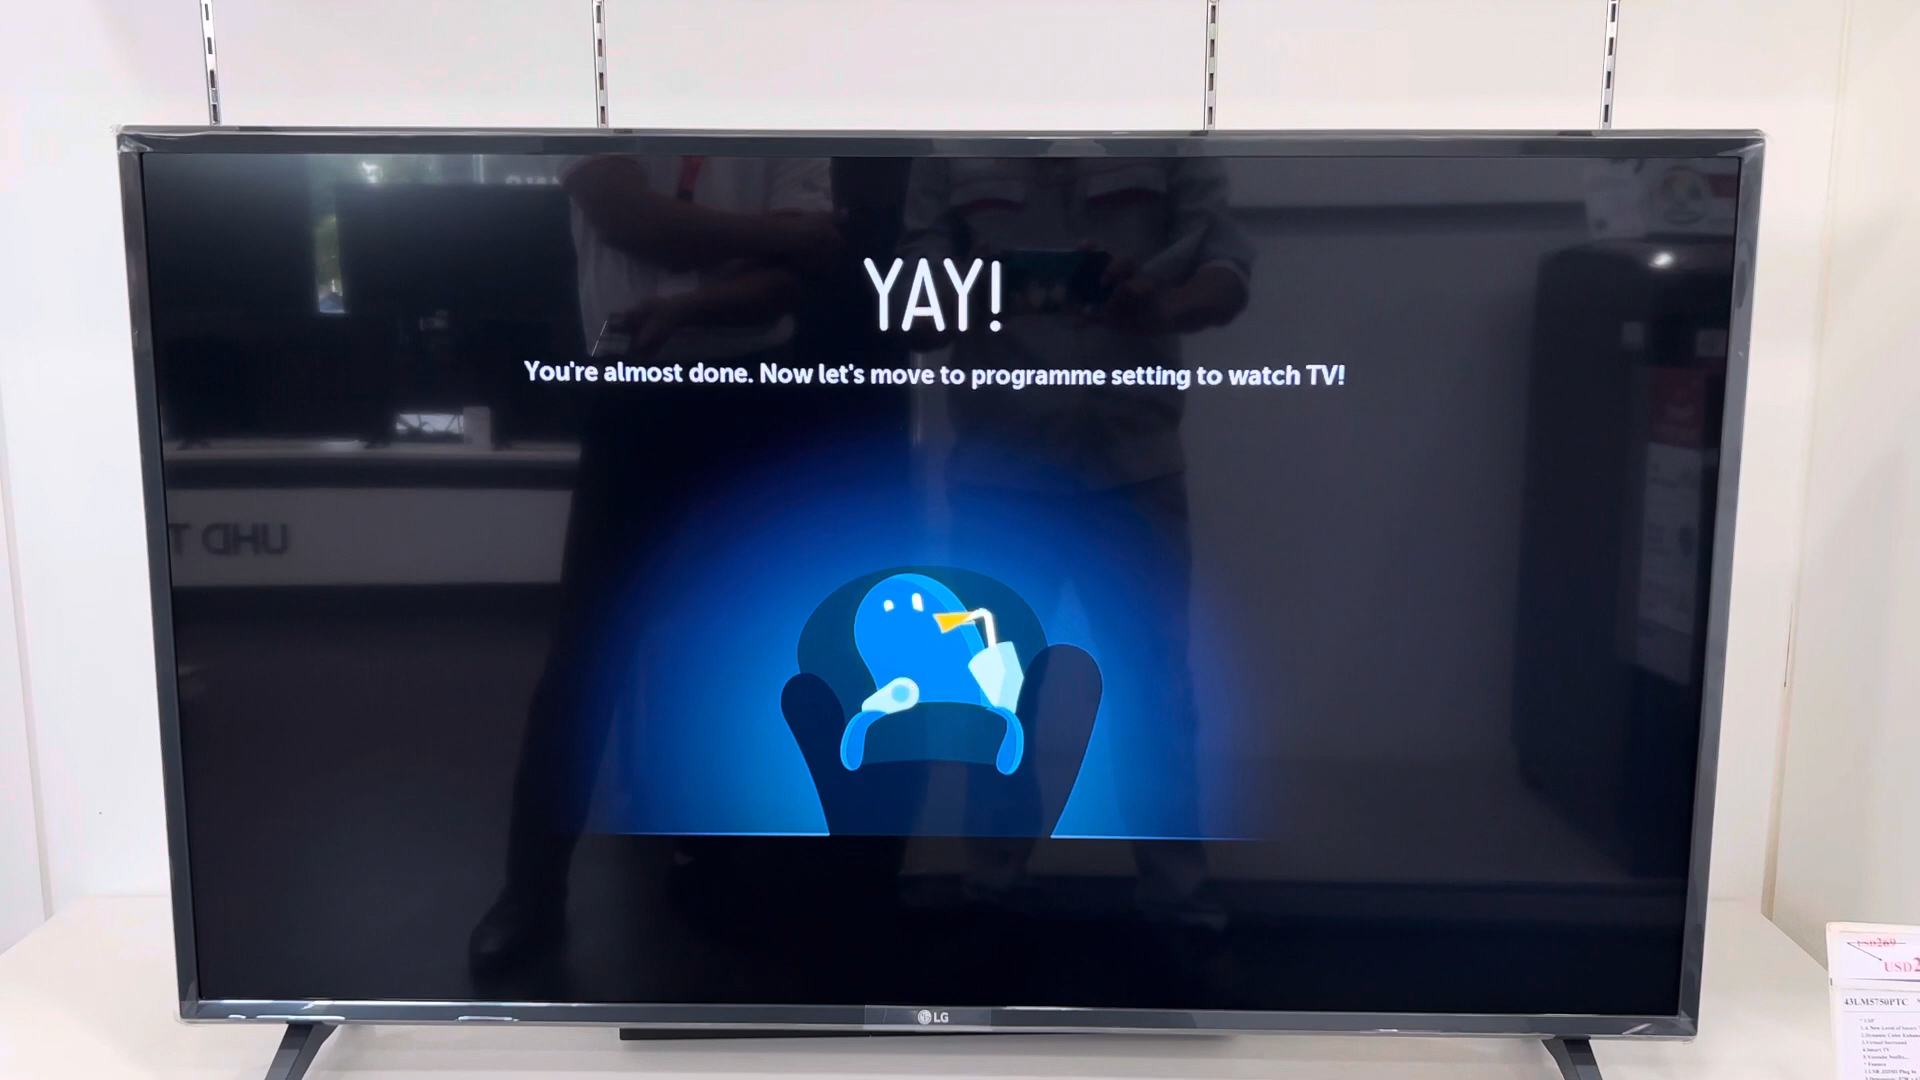 YAY!
You're almost done. Now let's move to programme setting to watch TV!
UHD T
LG
USD269
USD2
43LM5750PTC